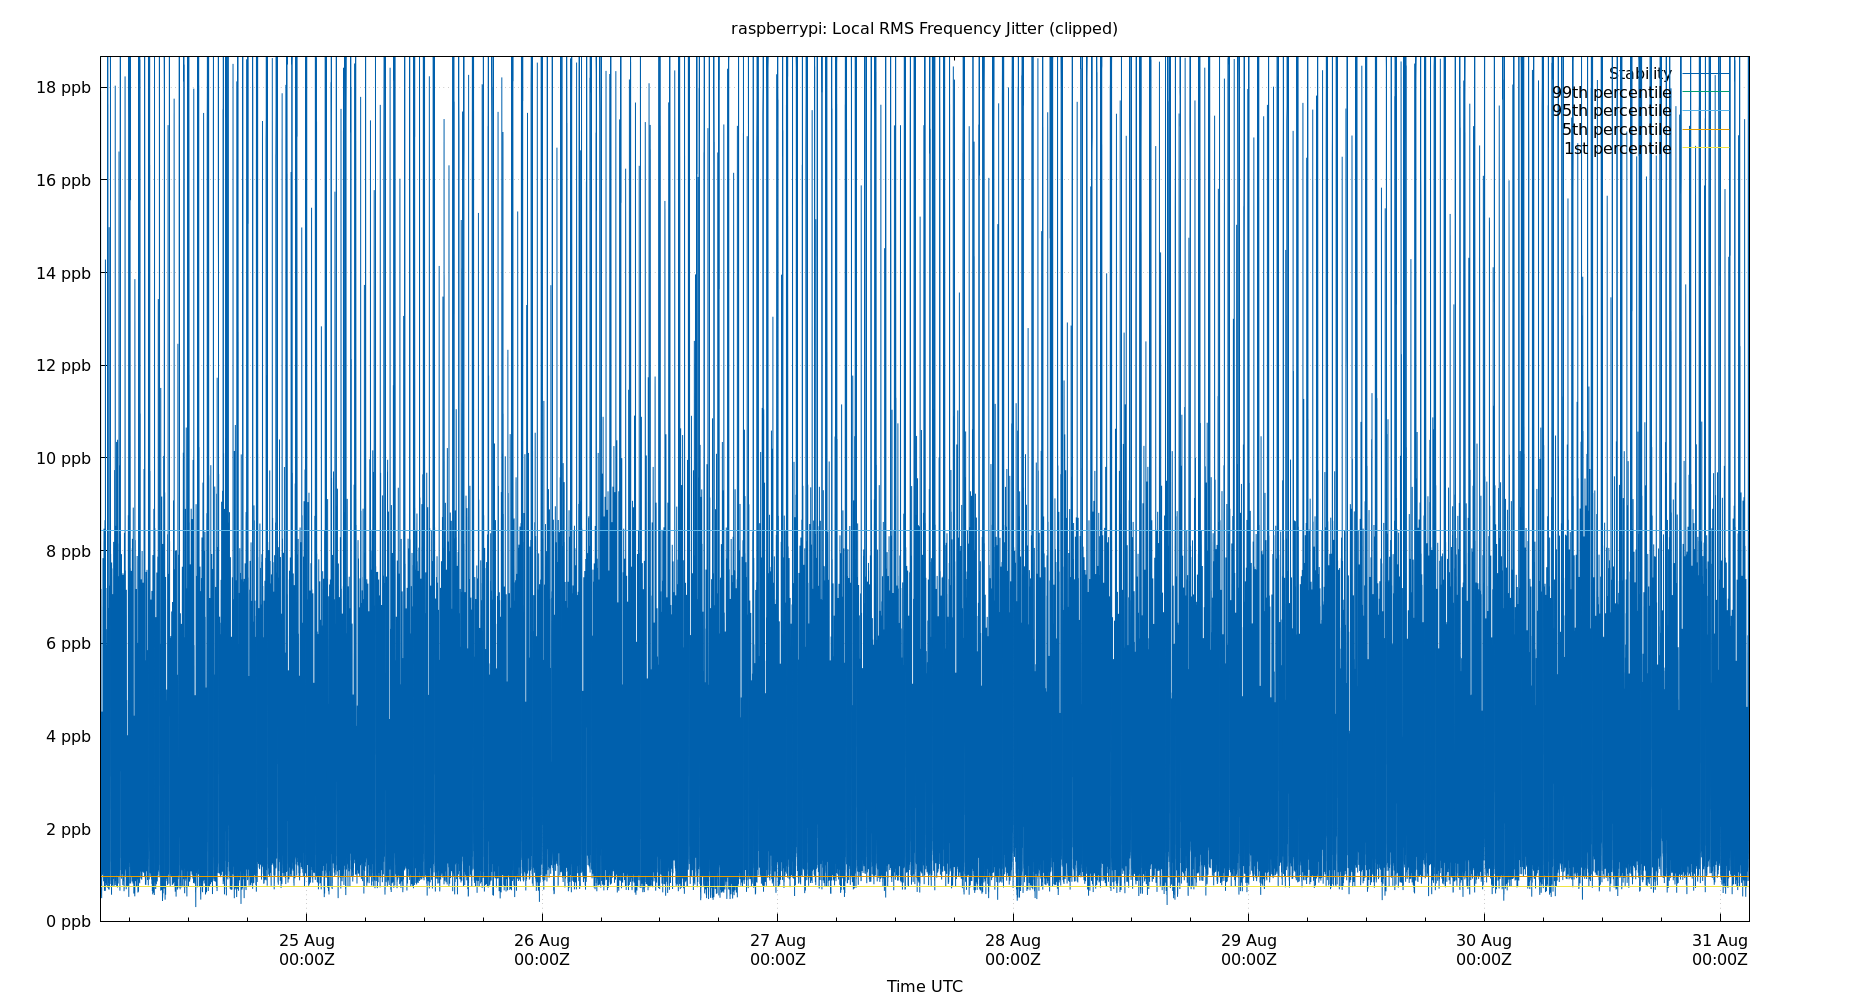 raspberrypi: Local RMS Frequency Jitter (clipped)
18 ppb
16 ppb
14 ppb
12 ppb
10 ppb
8 ppb
6 ppb
4 ppb
2 ppb
0 ppb
Stability
99th percentile
95th percentile
5th percentile
1st percentile
25 Aug
00:00Z
26 Aug
00:00Z
27 Aug
00:00Z
28 Aug
00:00Z
29 Aug
00:00Z
30 Aug
00:00Z
31 Aug
00:00Z
Time UTC